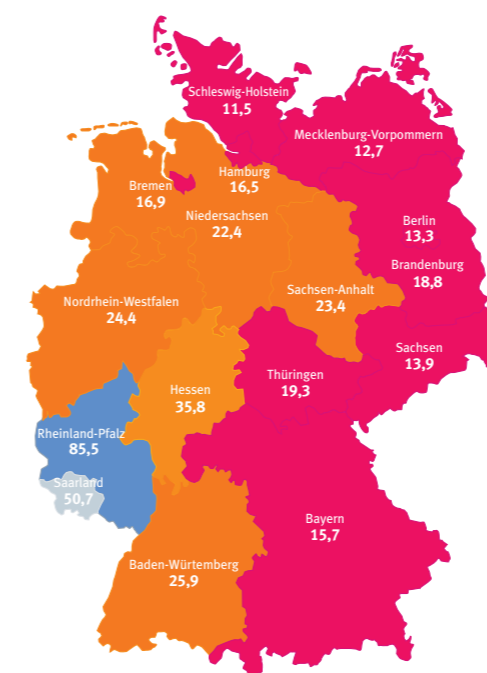 Schleswig-Holstein
11,5
Mecklenburg-Vorpommern
12,7
Hamburg
16,5
Bremen
16,9
Niedersachsen
22,4
Berlin
13,3
Brandenburg
18,8
Sachsen-Anhalt
23,4
Nordrhein-Westfalen
24,4
Sachsen
13,9
Thüringen
19,3
Hessen
35,8
Rheinland-Pfalz
85,5
Saarland
50,7
Bayern
15,7
Baden-Würtemberg
25,9